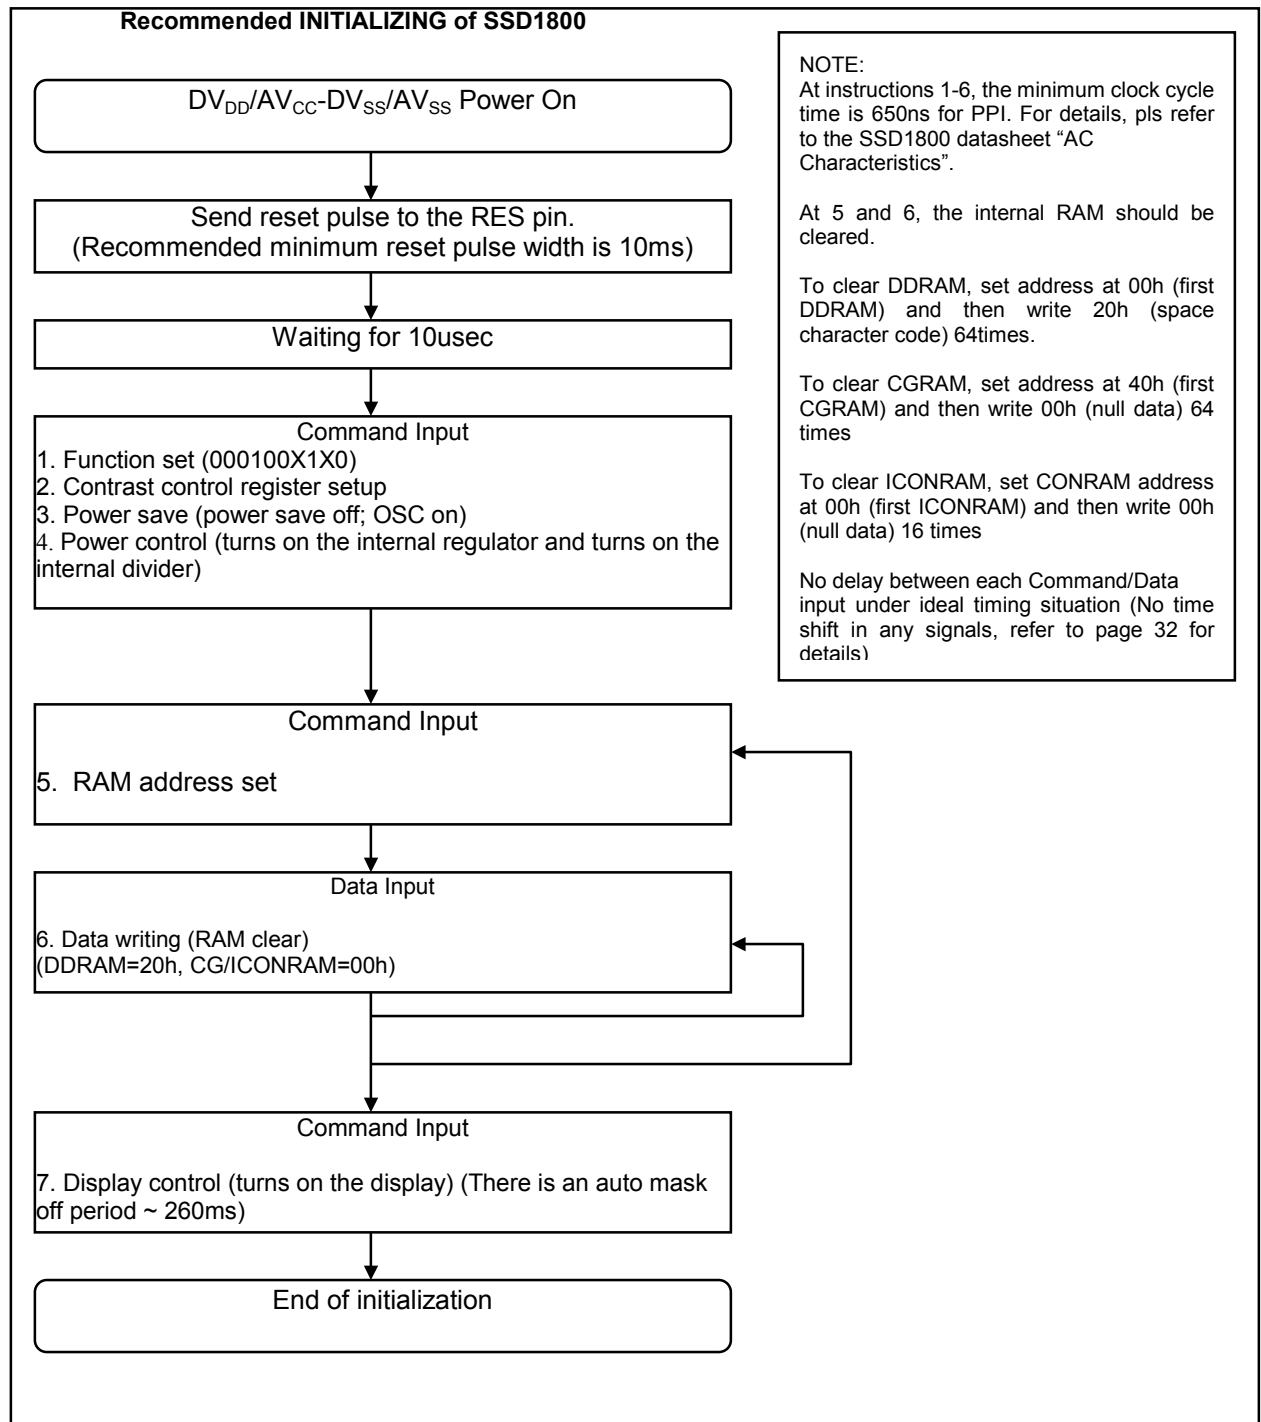 Recommended INITIALIZING of SSD1800
DV_DD/AV_CC-DV_SS/AV_SS Power On
Send reset pulse to the RES pin.
(Recommended minimum reset pulse width is 10ms)
Waiting for 10usec
Command Input
1. Function set (000100X1X0)
2. Contrast control register setup
3. Power save (power save off; OSC on)
4. Power control (turns on the internal regulator and turns on the
internal divider)
Command Input
5. RAM address set
Data Input
6. Data writing (RAM clear)
(DDRAM=20h, CG/ICONRAM=00h)
Command Input
7. Display control (turns on the display) (There is an auto mask
off period ~ 260ms)
End of initialization
NOTE:
At instructions 1-6, the minimum clock cycle
time is 650ns for PPI. For details, pls refer
to the SSD1800 datasheet “AC
Characteristics”.
At 5 and 6, the internal RAM should be
cleared.
To clear DDRAM, set address at 00h (first
DDRAM) and then write 20h (space
character code) 64times.
To clear CGRAM, set address at 40h (first
CGRAM) and then write 00h (null data) 64
times
To clear ICONRAM, set CONRAM address
at 00h (first ICONRAM) and then write 00h
(null data) 16 times
No delay between each Command/Data
input under ideal timing situation (No time
shift in any signals, refer to page 32 for
details)